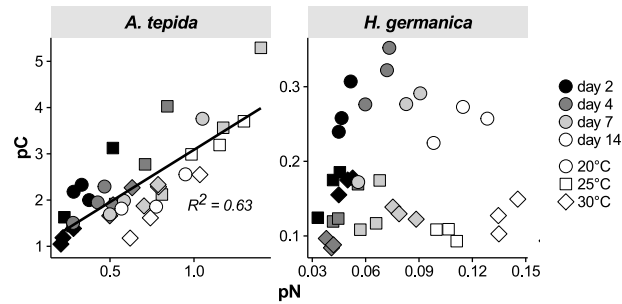 A. tepida
H. germanica
pC
5
4
3
2
1
0.5
1.0
R² = 0.63
0.3
0.2
0.1
0.03
0.06
0.09
0.12
0.15
pN
day 2
day 4
day 7
day 14
20°C
25°C
30°C